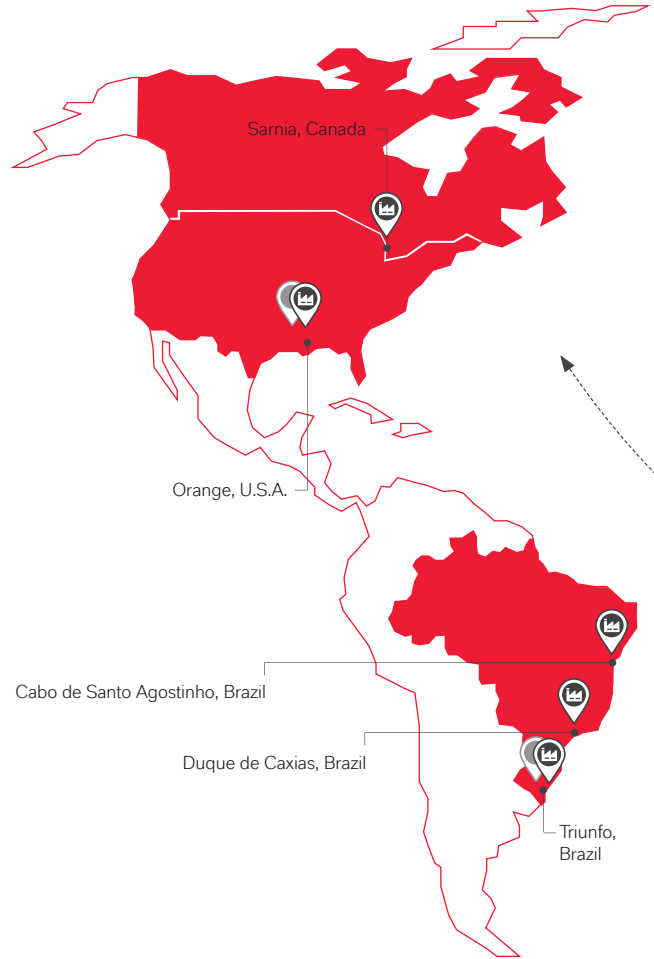 Sarnia, Canada
Orange, U.S.A.
Cabo de Santo Agostinho, Brazil
Duque de Caxias, Brazil
Triunfo,
Brazil